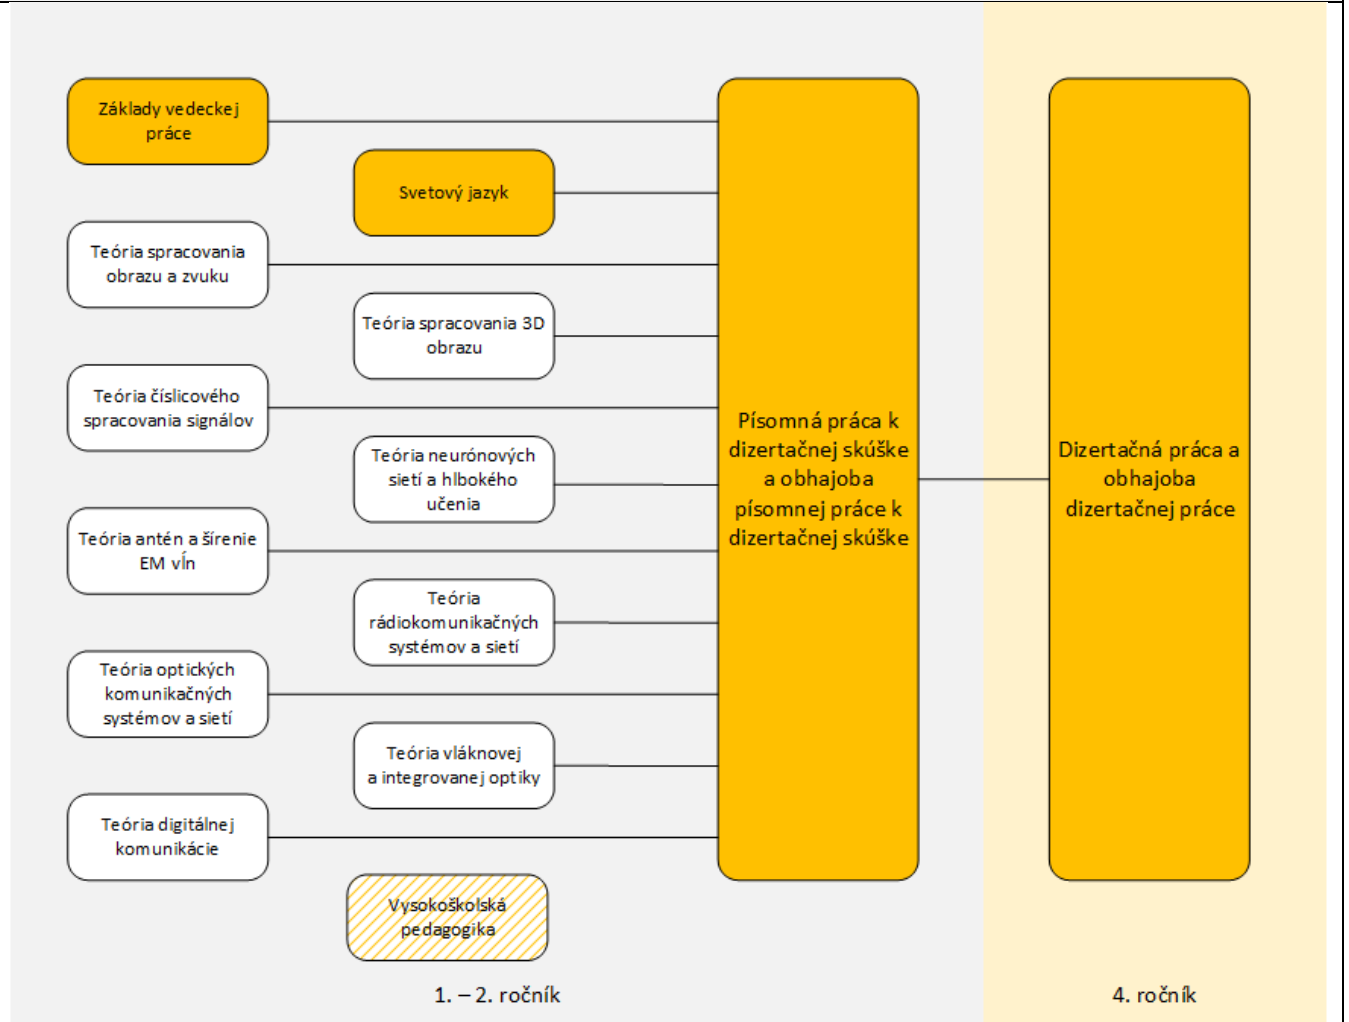 Základy vedeckej
práce
Svetový jazyk
Teória spracovania
obrazu a zvuku
Teória spracovania 3D
obrazu
Teória číslicového
spracovania signálov
Teória neurónových
sietí a hlbokého
učenia
Teória antén a šírenie
EM vĺn
Teória
rádiokomunikačných
systémov a sietí
Teória optických
komunikačných
systémov a sietí
Teória vláknovej
a integrovanej optiky
Teória digitálnej
komunikácie
Vysokoškolská
pedagogika
Písomná práca k
dizertačnej skúške
a obhajoba
písomnej práce k
dizertačnej skúške
Dizertačná práca a
obhajoba
dizertačnej práce
1. – 2. ročník
4. ročník